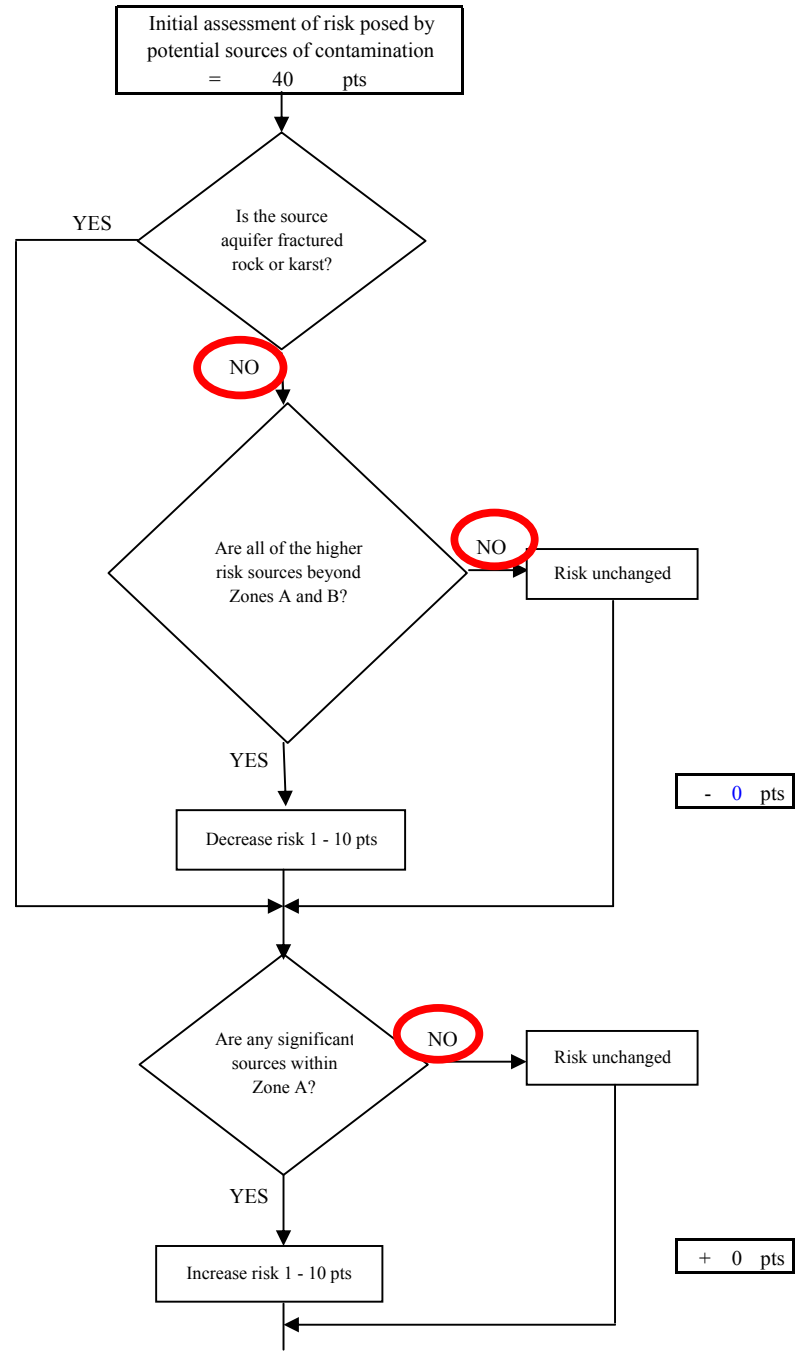 Initial assessment of risk posed by
potential sources of contamination
= 40 pts
YES
Is the source
aquifer fractured
rock or karst?
NO
Are all of the higher
risk sources beyond
Zones A and B?
NO
Risk unchanged
YES
- 0 pts
Decrease risk 1 - 10 pts
Are any significant
sources within
Zone A?
NO
Risk unchanged
YES
+ 0 pts
Increase risk 1 - 10 pts